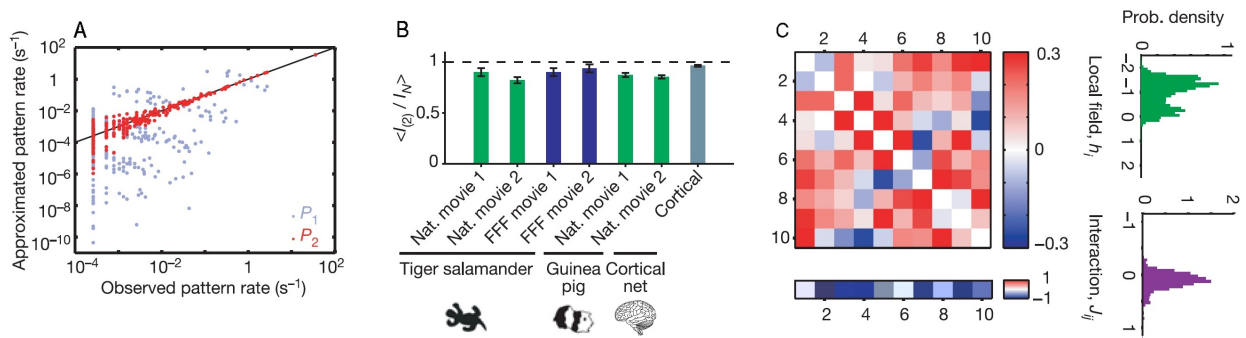 A
Approximated pattern rate (s⁻¹)
10²
1
10⁻²
10⁻⁴
10⁻⁶
10⁻⁸
10⁻¹⁰
P₁
P₂
10⁻⁴ 10⁻² 1 10²
Observed pattern rate (s⁻¹)
B
<I₍₂₎ / I_N>
1
0.5
0
Nat. movie 1
Nat. movie 2
FFF movie 1
FFF movie 2
Nat. movie 1
Nat. movie 2
Cortical
Tiger salamander
Guinea pig
Cortical net
C
2 4 6 8 10
2
4
6
8
10
0.3
0
−0.3
1
−1
2 4 6 8 10
Prob. density
0 1
Local field, hᵢ
−2
−1
0
1
2
0 1 2
Interaction, Jᵢⱼ
−1
0
1